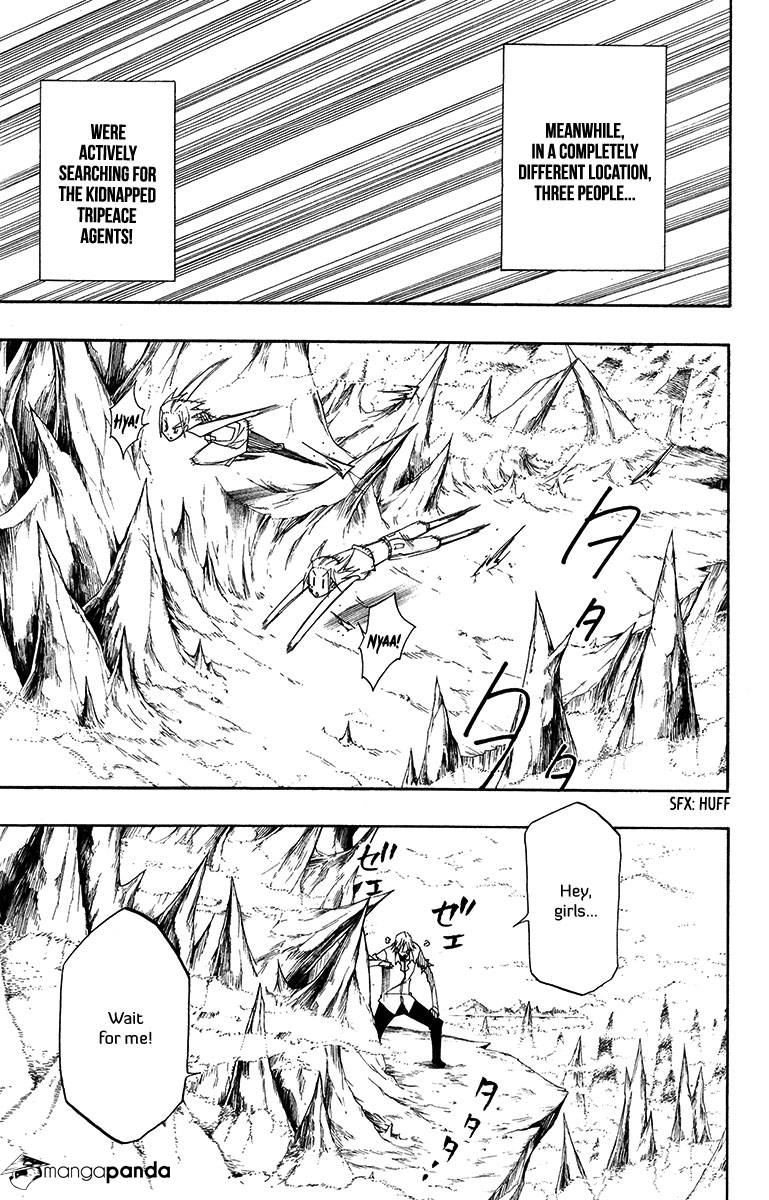 MEANWHILE,
IN A COMPLETELY
DIFFERENT LOCATION,
THREE PEOPLE...
WERE
ACTIVELY
SEARCHING FOR
THE KIDNAPPED
TRIPEACE
AGENTS!
HYA!
タタ
NYAA!
タタ
SFX: HUFF
Hey,
girls...
ゼェ
ゼェ
Wait
for me!
タタタ!
mangapanda